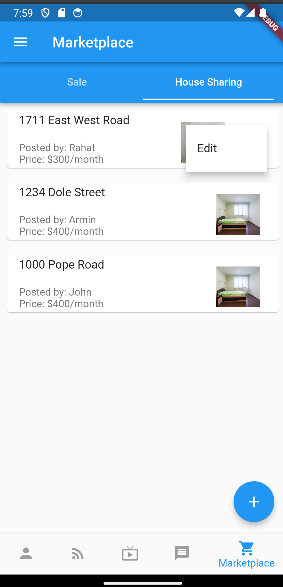 7:59
DEBUG
Marketplace
Sale
House Sharing
1711 East West Road
Edit
Posted by: Rahat
Price: $300/month
1234 Dole Street
Posted by: Armin
Price: $400/month
1000 Pope Road
Posted by: John
Price: $400/month
Marketplace